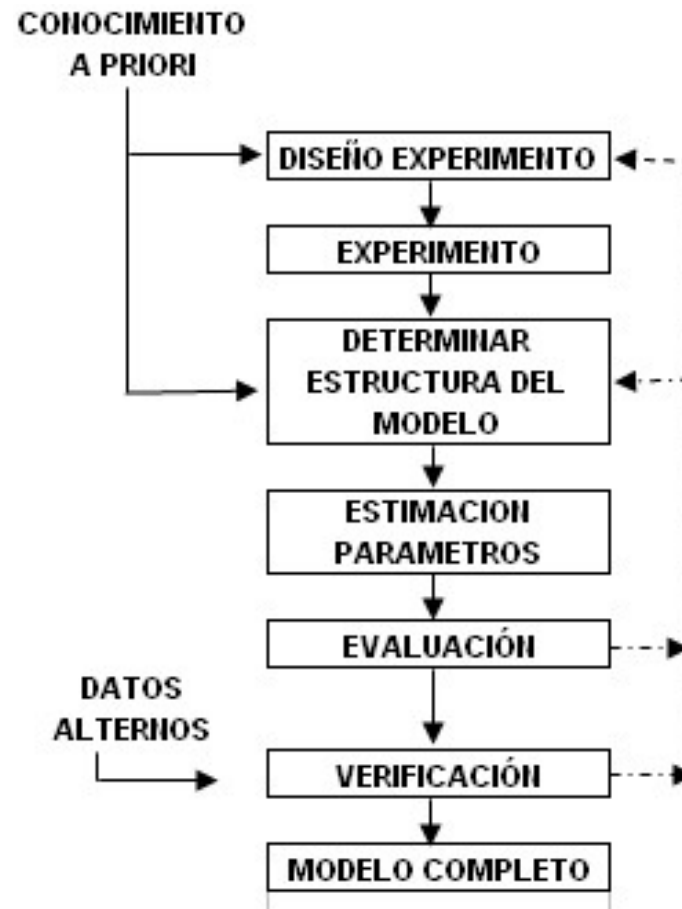 CONOCIMIENTO
A PRIORI
DISEÑO EXPERIMENTO
EXPERIMENTO
DETERMINAR
ESTRUCTURA DEL
MODELO
ESTIMACION
PARAMETROS
EVALUACIÓN
DATOS
ALTERNOS
VERIFICACIÓN
MODELO COMPLETO